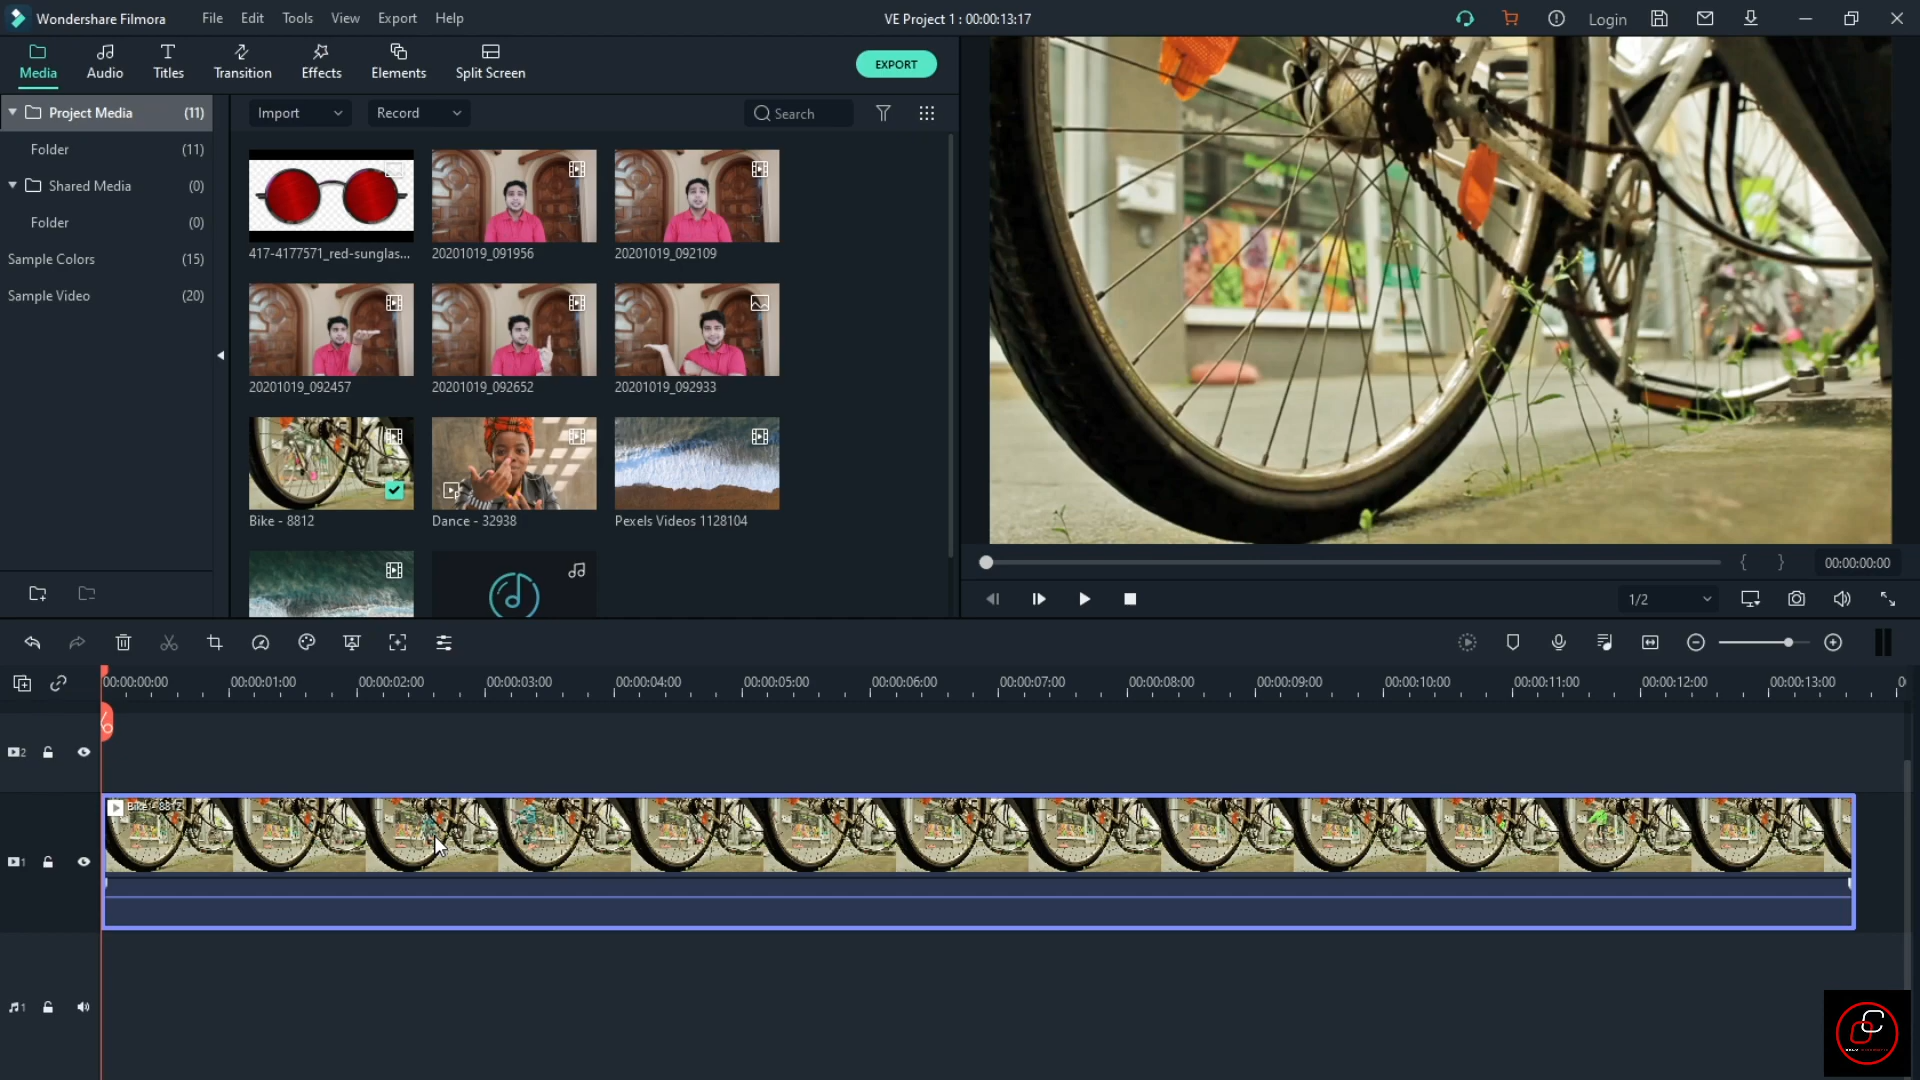 Wondershare Filmora
File Edit Tools View Export Help
VE Project 1 : 00:00:13:17
Login
Media Audio Titles Transition Effects Elements Split Screen
EXPORT
Project Media (11)
Folder (11)
Shared Media (0)
Folder (0)
Sample Colors (15)
Sample Video (20)
Import Record Search
417-4177571_red-sunglas... 20201019_091956 20201019_092109
20201019_092457 20201019_092652 20201019_092933
Bike - 8812 Dance - 32938 Pexels Videos 1128104
{ } 00:00:00:00
1/2
00:00:00:00 00:00:01:00 00:00:02:00 00:00:03:00 00:00:04:00 00:00:05:00 00:00:06:00 00:00:07:00 00:00:08:00 00:00:09:00 00:00:10:00 00:00:11:00 00:00:12:00 00:00:13:00 0
2
Bike - 8812
1
1